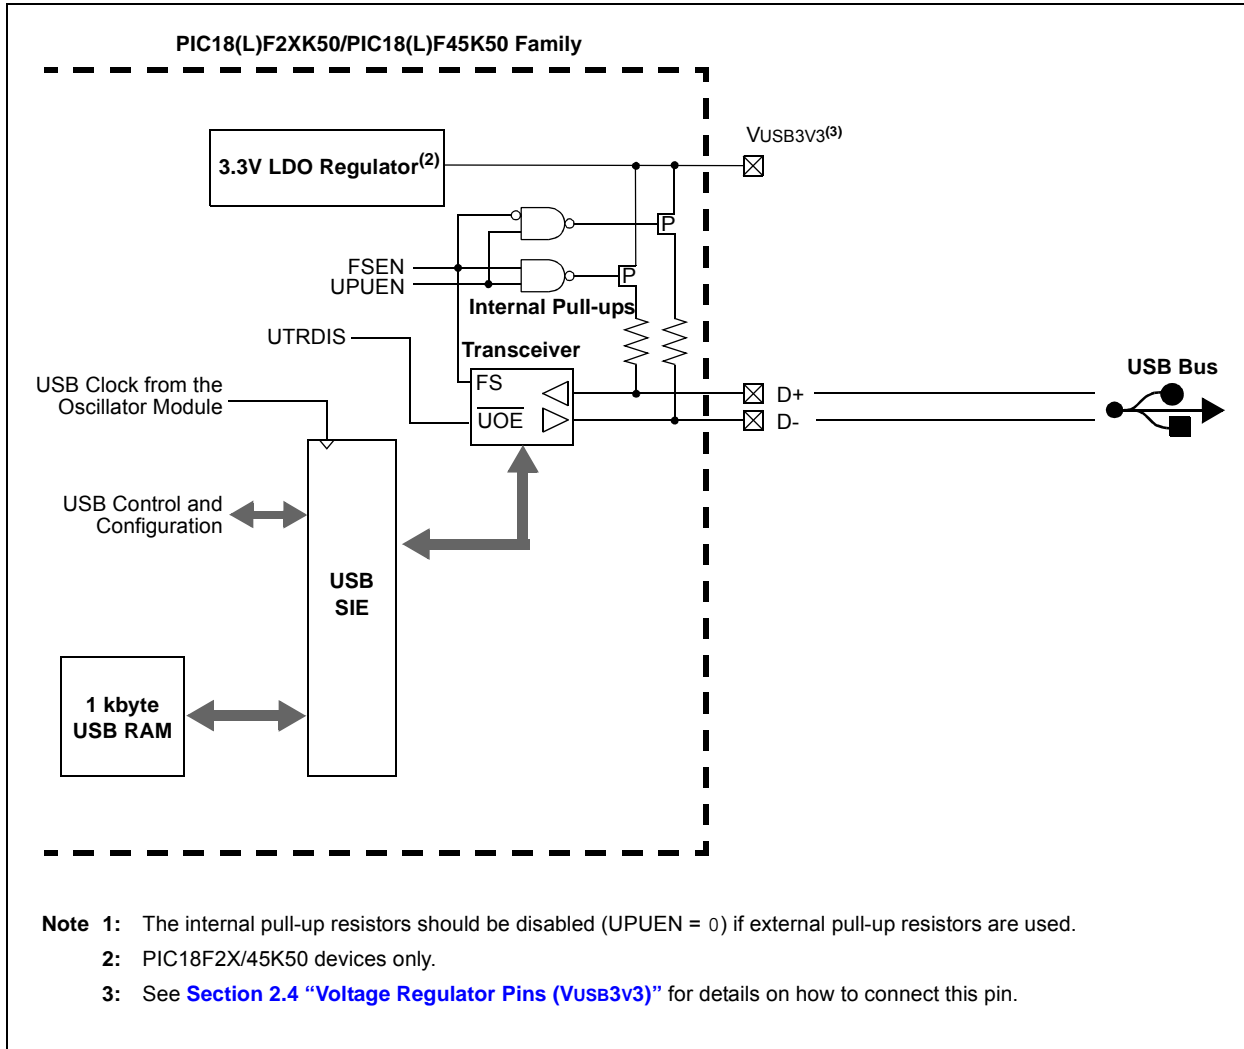 PIC18(L)F2XK50/PIC18(L)F45K50 Family
VUSB3V3(3)
3.3V LDO Regulator(2)
P
FSEN
P
UPUEN
Internal Pull-ups
UTRDIS
Transceiver
USB Bus
FS
USB Clock from the
Oscillator Module
D+
UOE
D-
USB Control and
Configuration
USB
SIE
1 kbyte
USB RAM
Note 1: The internal pull-up resistors should be disabled (UPUEN = 0) if external pull-up resistors are used.
2: PIC18F2X/45K50 devices only.
3: See Section 2.4 “Voltage Regulator Pins (VUSB3V3)” for details on how to connect this pin.